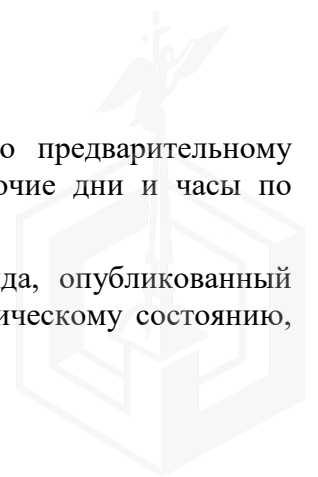 о предварительному
очие дни и часы по
да, опубликованный
ическому состоянию,